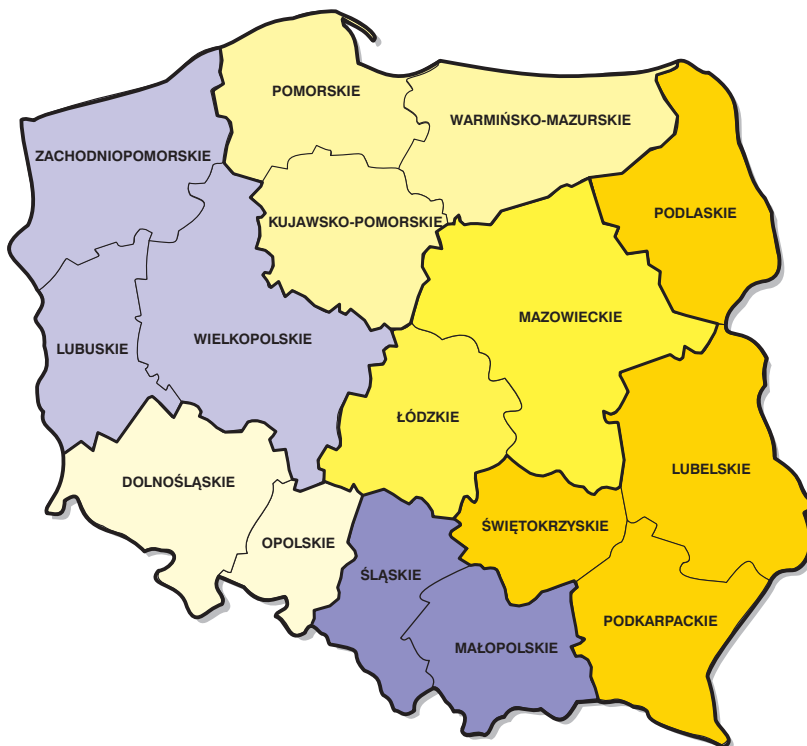 POMORSKIE
WARMIŃSKO-MAZURSKIE
ZACHODNIOPOMORSKIE
KUJAWSKO-POMORSKIE
PODLASKIE
MAZOWIECKIE
WIELKOPOLSKIE
LUBUSKIE
ŁÓDZKIE
LUBELSKIE
DOLNOŚLĄSKIE
ŚWIĘTOKRZYSKIE
OPOLSKIE
ŚLĄSKIE
PODKARPACKIE
MAŁOPOLSKIE